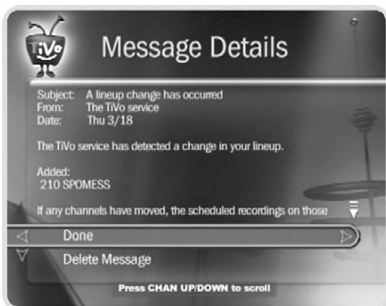 TiVo
Message Details
Subject: A lineup change has occurred
From: The TiVo service
Date: Thu 3/18
The TiVo service has detected a change in your lineup.
Added:
210 SPOMESS
If any channels have moved, the scheduled recordings on those
Done
Delete Message
Press CHAN UP/DOWN to scroll